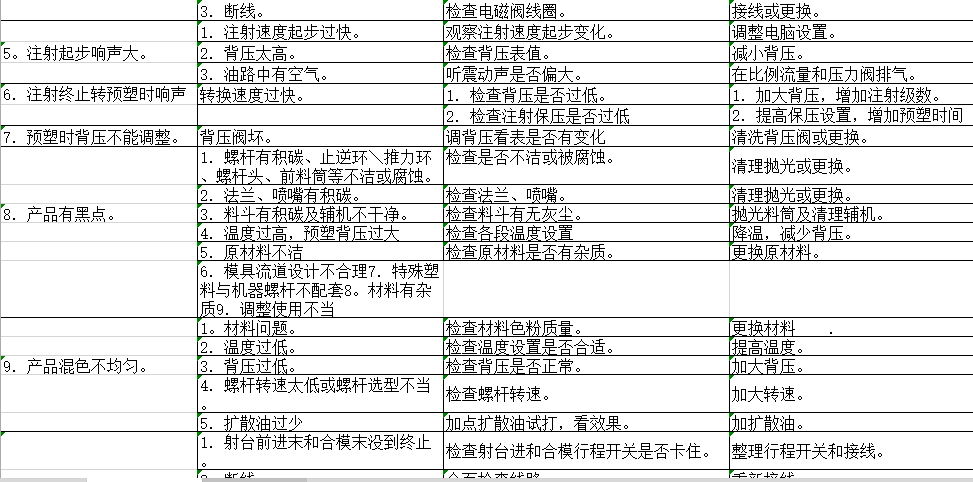 3. 断线。 检查电磁阀线圈。 接线或更换。
1. 注射速度起步过快。 观察注射速度起步变化。 调整电脑设置。
5。注射起步响声大。 2. 背压太高。 检查背压表值。 减小背压。
3. 油路中有空气。 听震动声是否偏大。 在比例流量和压力阀排气。
6. 注射终止转预塑时响声 转换速度过快。 1. 检查背压是否过低。 1. 加大背压，增加注射级数。
2. 检查注射保压是否过低 2. 提高保压设置，增加预塑时间
7. 预塑时背压不能调整。 背压阀坏。 调背压看表是否有变化 清洗背压阀或更换。
1. 螺杆有积碳、止逆环＼推力环
、螺杆头、前料筒等不洁或腐蚀。 检查是否不洁或被腐蚀。 清理抛光或更换。
2. 法兰、喷嘴有积碳。 检查法兰、喷嘴。 清理抛光或更换。
8. 产品有黑点。 3. 料斗有积碳及辅机不干净。 检查料斗有无灰尘。 抛光料筒及清理辅机。
4. 温度过高，预塑背压过大 检查各段温度设置 降温，减少背压。
5. 原材料不洁 检查原材料是否有杂质。 更换原材料。
6. 模具流道设计不合理7. 特殊塑
料与机器螺杆不配套8。材料有杂
质9. 调整使用不当
1。材料问题。 检查材料色粉质量。 更换材料 .
2. 温度过低。 检查温度设置是否合适。 提高温度。
9. 产品混色不均匀。 3. 背压过低。 检查背压是否正常。 加大背压。
4. 螺杆转速太低或螺杆选型不当
。 检查螺杆转速。 加大转速。
5. 扩散油过少 加点扩散油试打，看效果。 加扩散油。
1. 射台前进末和合模末没到终止
。 检查射台进和合模行程开关是否卡住。 整理行程开关和接线。